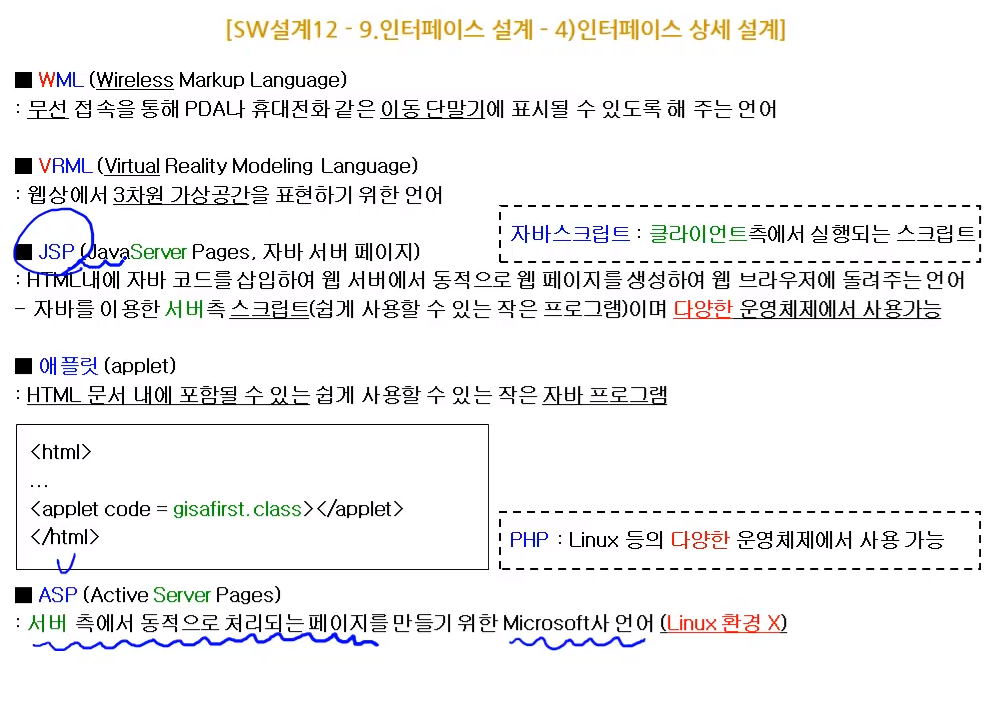 [SW설계12 - 9.인터페이스 설계 - 4)인터페이스 상세 설계]
■ WML (Wireless Markup Language)
: 무선 접속을 통해 PDA나 휴대전화 같은 이동 단말기에 표시될 수 있도록 해 주는 언어
■ VRML (Virtual Reality Modeling Language)
: 웹상에서 3차원 가상공간을 표현하기 위한 언어
자바스크립트 : 클라이언트측에서 실행되는 스크립트
■ JSP (JavaServer Pages, 자바 서버 페이지)
: HTML내에 자바 코드를 삽입하여 웹 서버에서 동적으로 웹 페이지를 생성하여 웹 브라우저에 돌려주는 언어
- 자바를 이용한 서버측 스크립트(쉽게 사용할 수 있는 작은 프로그램)이며 다양한 운영체제에서 사용가능
■ 애플릿 (applet)
: HTML 문서 내에 포함될 수 있는 쉽게 사용할 수 있는 작은 자바 프로그램
<html>
...
<applet code = gisafirst.class></applet>
</html>
PHP : Linux 등의 다양한 운영체제에서 사용 가능
■ ASP (Active Server Pages)
: 서버 측에서 동적으로 처리되는 페이지를 만들기 위한 Microsoft사 언어 (Linux 환경 X)